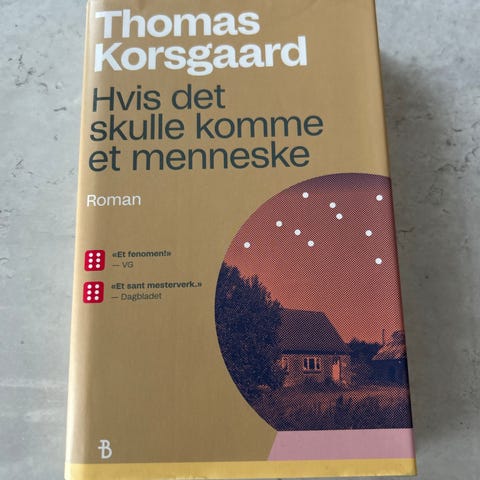 Thomas
Korsgaard
Hvis det
skulle komme
et menneske
Roman
«Et fenomen!»
— VG
«Et sant mesterverk.»
— Dagbladet
B